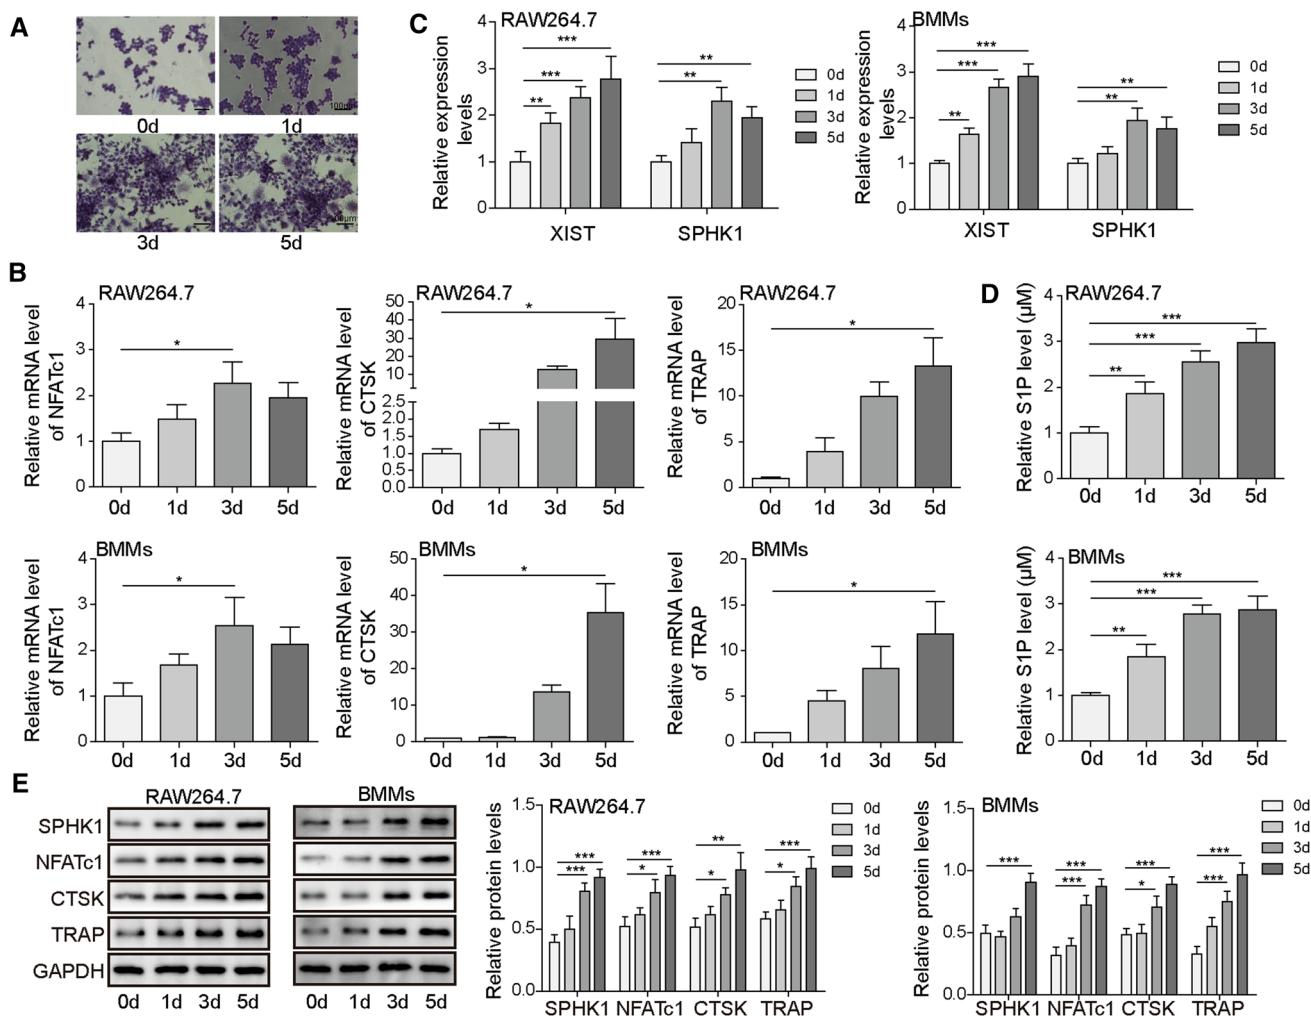 A
100μm
0d
1d
3d
5d
C
RAW264.7
Relative expression
levels
4
3
2
1
0
***
***
**
**
**
XIST
SPHK1
0d
1d
3d
5d
BMMs
Relative expression
levels
4
3
2
1
0
***
***
**
**
**
XIST
SPHK1
0d
1d
3d
5d
B
RAW264.7
Relative mRNA level
of NFATc1
4
3
2
1
0
*
0d 1d 3d 5d
RAW264.7
Relative mRNA level
of CTSK
50
40
30
20
10
2.5
2.0
1.5
1.0
0.5
0.0
*
0d 1d 3d 5d
RAW264.7
Relative mRNA level
of TRAP
20
15
10
5
0
*
0d 1d 3d 5d
D
RAW264.7
Relative S1P level (μM)
4
3
2
1
0
***
***
**
0d 1d 3d 5d
BMMs
Relative mRNA level
of NFATc1
4
3
2
1
0
*
0d 1d 3d 5d
BMMs
Relative mRNA level
of CTSK
50
40
30
20
10
0
*
0d 1d 3d 5d
BMMs
Relative mRNA level
of TRAP
20
15
10
5
0
*
0d 1d 3d 5d
BMMs
Relative S1P level (μM)
4
3
2
1
0
***
***
**
0d 1d 3d 5d
E
RAW264.7
BMMs
SPHK1
NFATc1
CTSK
TRAP
GAPDH
0d 1d 3d 5d
0d 1d 3d 5d
RAW264.7
Relative protein levels
1.5
1.0
0.5
0.0
*** *** * *** * ** * ***
SPHK1 NFATc1 CTSK TRAP
0d
1d
3d
5d
BMMs
Relative protein levels
1.5
1.0
0.5
0.0
*** *** *** * *** *** ***
SPHK1 NFATc1 CTSK TRAP
0d
1d
3d
5d